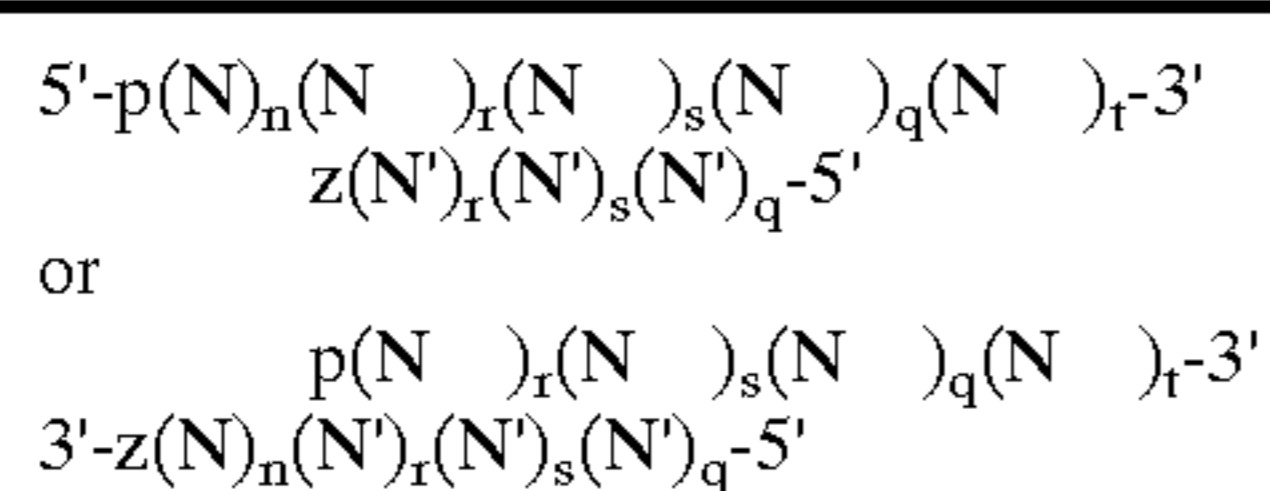 5'-p(N)ₙ(N )ᵣ(N )ₛ(N )q(N )ₜ-3'
z(N')ᵣ(N')ₛ(N')q-5'
or
p(N )ᵣ(N )ₛ(N )q(N )ₜ-3'
3'-z(N)ₙ(N')ᵣ(N')ₛ(N')q-5'